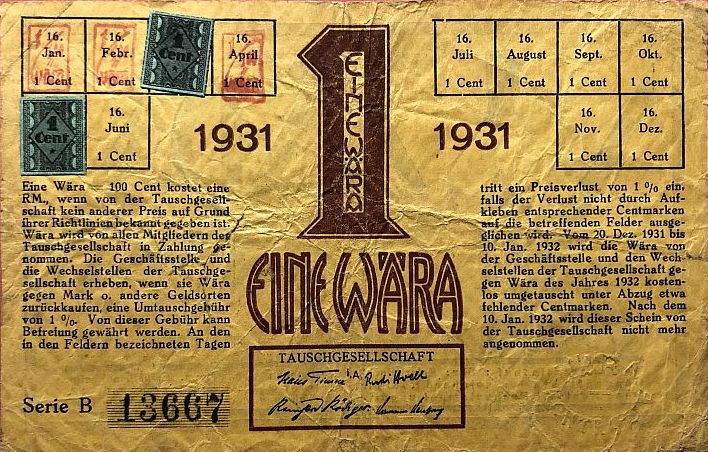 16.
Jan.
1 Cent
16.
Febr.
1 Cent
1
Cent
16.
April
1 Cent
1
Cent
16.
Juni
1 Cent
1931
1
EINE WÄRA
16.
Juli
1 Cent
16.
August
1 Cent
16.
Sept.
1 Cent
16.
Okt.
1 Cent
16.
Nov.
1 Cent
16.
Dez.
1 Cent
1931
Eine Wära 100 Cent kostet eine
RM., wenn von der Tauschgesell-
schaft kein anderer Preis auf Grund
ihrer Richtlinien bekannt gegeben ist.
Wära wird von allen Mitgliedern der
Tauschgesellschaft in Zahlung ge-
nommen. Die Geschäftsstelle und
die Wechselstellen der Tauschge-
sellschaft erheben, wenn sie Wära
gegen Mark o. andere Geldsorten
zurückkaufen, eine Umtauschgebühr
von 1 %. Von dieser Gebühr kann
Befreiung gewährt werden. An den
in den Feldern bezeichneten Tagen
tritt ein Preisverlust von 1 % ein,
falls der Verlust nicht durch Auf-
kleben entsprechender Centmarken
auf die betreffenden Felder ausge-
glichen wird. Vom 20. Dez. 1931 bis
10. Jan. 1932 wird die Wära von
der Geschäftsstelle und den Wech-
selstellen der Tauschgesellschaft ge-
gen Wära des Jahres 1932 kosten-
los umgetauscht unter Abzug etwa
fehlender Centmarken. Nach dem
10. Jan. 1932 wird dieser Schein von
der Tauschgesellschaft nicht mehr
angenommen.
EINE WÄRA
TAUSCHGESELLSCHAFT
Hans Timm i.A.
Serie B 13667